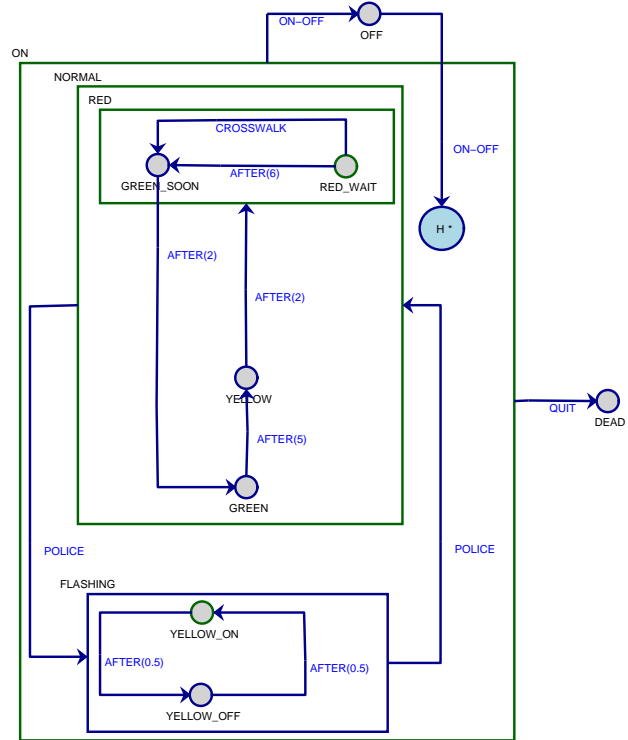 ON−OFF
OFF
ON
NORMAL
RED
CROSSWALK
ON−OFF
AFTER(6)
GREEN_SOON
RED_WAIT
H *
AFTER(2)
AFTER(2)
YELLOW
QUIT
DEAD
AFTER(5)
GREEN
POLICE
POLICE
FLASHING
YELLOW_ON
AFTER(0.5)
AFTER(0.5)
YELLOW_OFF